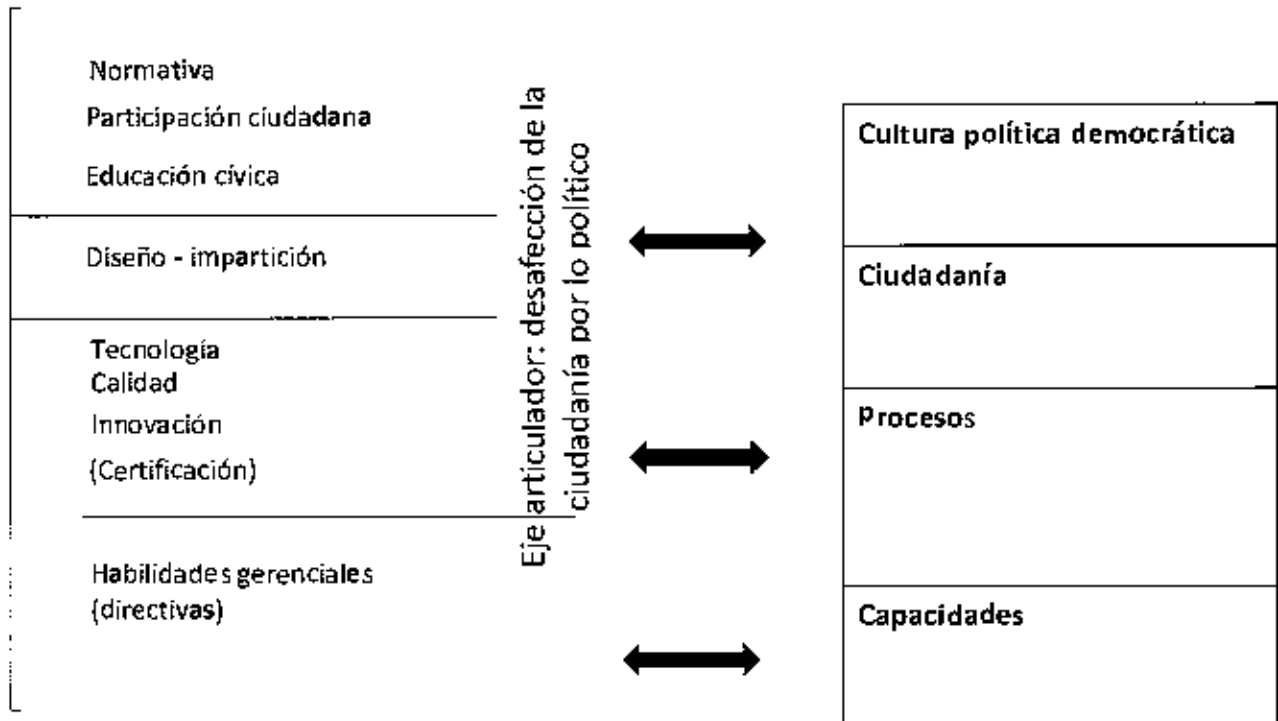 Normativa
Participación ciudadana
Educación cívica
Diseño - impartición
Tecnología
Calidad
Innovación
(Certificación)
Habilidades gerenciales
(directivas)
Eje articulador: desafección de la
ciudadanía por lo político
Cultura política democrática
Ciudadanía
Procesos
Capacidades